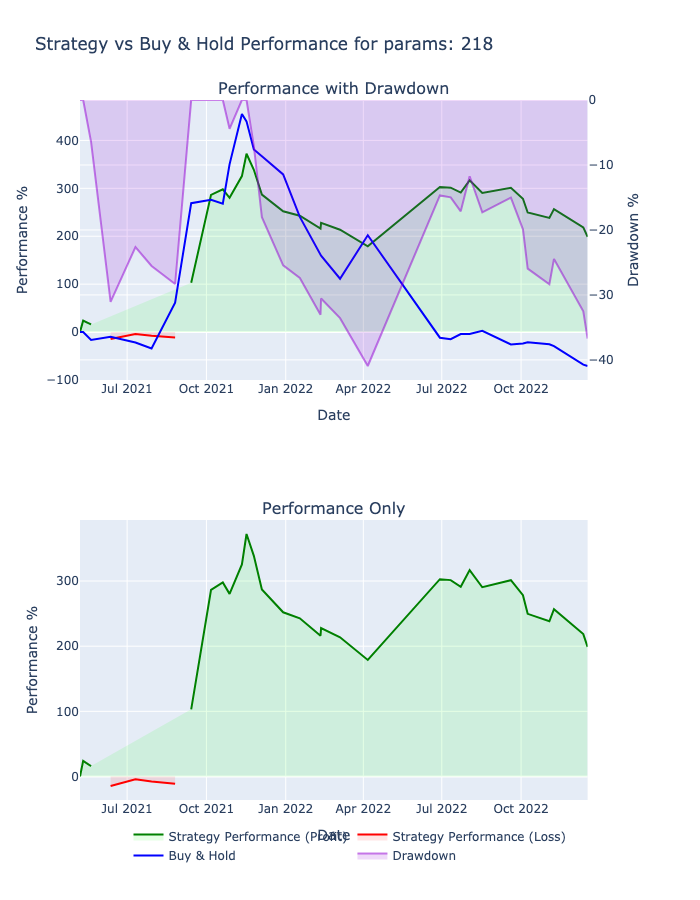 Strategy vs Buy & Hold Performance for params: 218
Performance with Drawdown
400
300
200
100
0
−100
Performance %
0
−10
−20
−30
−40
Drawdown %
Jul 2021 Oct 2021 Jan 2022 Apr 2022 Jul 2022 Oct 2022
Date
Performance Only
300
200
100
0
Performance %
Jul 2021 Oct 2021 Jan 2022 Apr 2022 Jul 2022 Oct 2022
Date
Strategy Performance (Profit) Strategy Performance (Loss)
Buy & Hold Drawdown